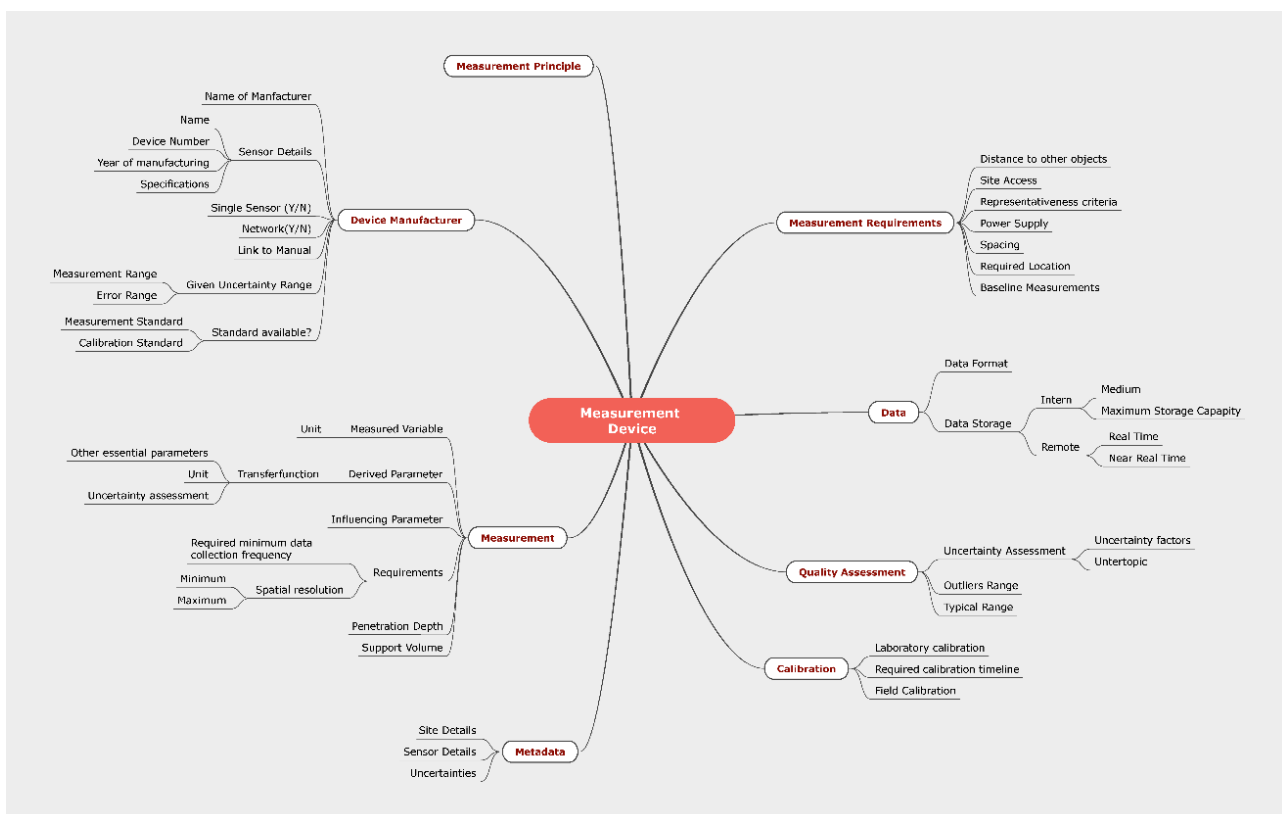 Measurement Principle
Name of Manfacturer
Name
Device Number
Sensor Details
Year of manufacturing
Specifications
Single Sensor (Y/N)
Device Manufacturer
Network(Y/N)
Link to Manual
Measurement Range
Given Uncertainty Range
Error Range
Measurement Standard
Standard available?
Calibration Standard
Distance to other objects
Site Access
Representativeness criteria
Measurement Requirements
Power Supply
Spacing
Required Location
Baseline Measurements
Measurement
Device
Data Format
Data
Data Storage
Intern
Medium
Maximum Storage Capapity
Remote
Real Time
Near Real Time
Unit
Measured Variable
Other essential parameters
Unit
Transferfunction
Derived Parameter
Uncertainty assessment
Influencing Parameter
Measurement
Required minimum data
collection frequency
Requirements
Minimum
Spatial resolution
Maximum
Penetration Depth
Support Volume
Uncertainty Assessment
Uncertainty factors
Untertopic
Quality Assessment
Outliers Range
Typical Range
Laboratory calibration
Calibration
Required calibration timeline
Field Calibration
Site Details
Sensor Details
Metadata
Uncertainties